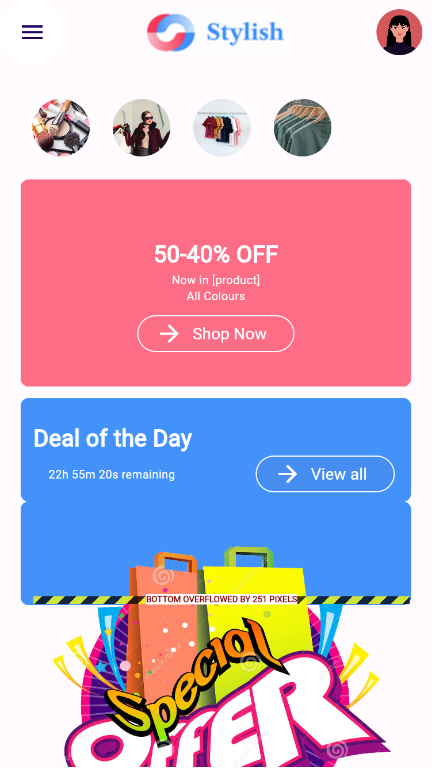 Stylish
50-40% OFF
Now in [product]
All Colours
Shop Now
Deal of the Day
22h 55m 20s remaining
View all
BOTTOM OVERFLOWED BY 251 PIXELS
Special
OFFER